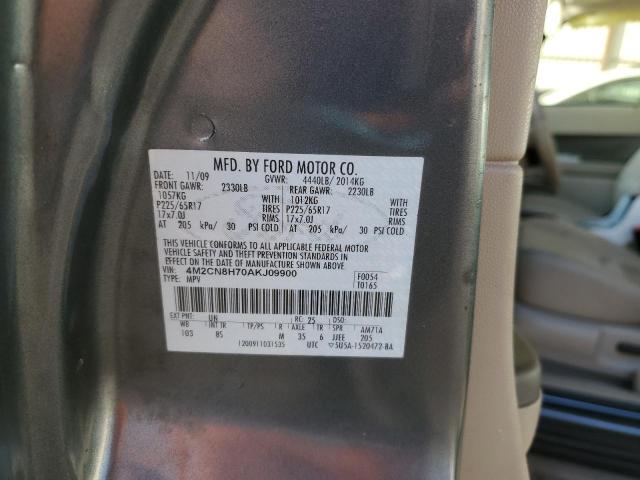 MFD. BY FORD MOTOR CO.
DATE: 11/09 GVWR: 4440LB/ 2014KG
FRONT GAWR: 2330LB REAR GAWR: 2230LB
1057KG WITH 1012KG WITH
P225/65R17 TIRES P225/65R17 TIRES
17x7.0J RIMS 17x7.0J RIMS
AT 205 kPa/ 30 PSI COLD AT 205 kPa/ 30 PSI COLD
THIS VEHICLE CONFORMS TO ALL APPLICABLE FEDERAL MOTOR
VEHICLE SAFETY AND THEFT PREVENTION STANDARDS IN
EFFECT ON THE DATE OF MANUFACTURE SHOWN ABOVE.
VIN: 4M2CN8H70AKJ09900 F0054
TYPE: MPV T0165
EXT PNT: UN RC: 25 DSO:
WB INT TR TP/PS R AXLE TR SPR AM71A
103 85 M 35 6 JJEE 205
1200911031535 UTC ▽5U5A-1520472-BA